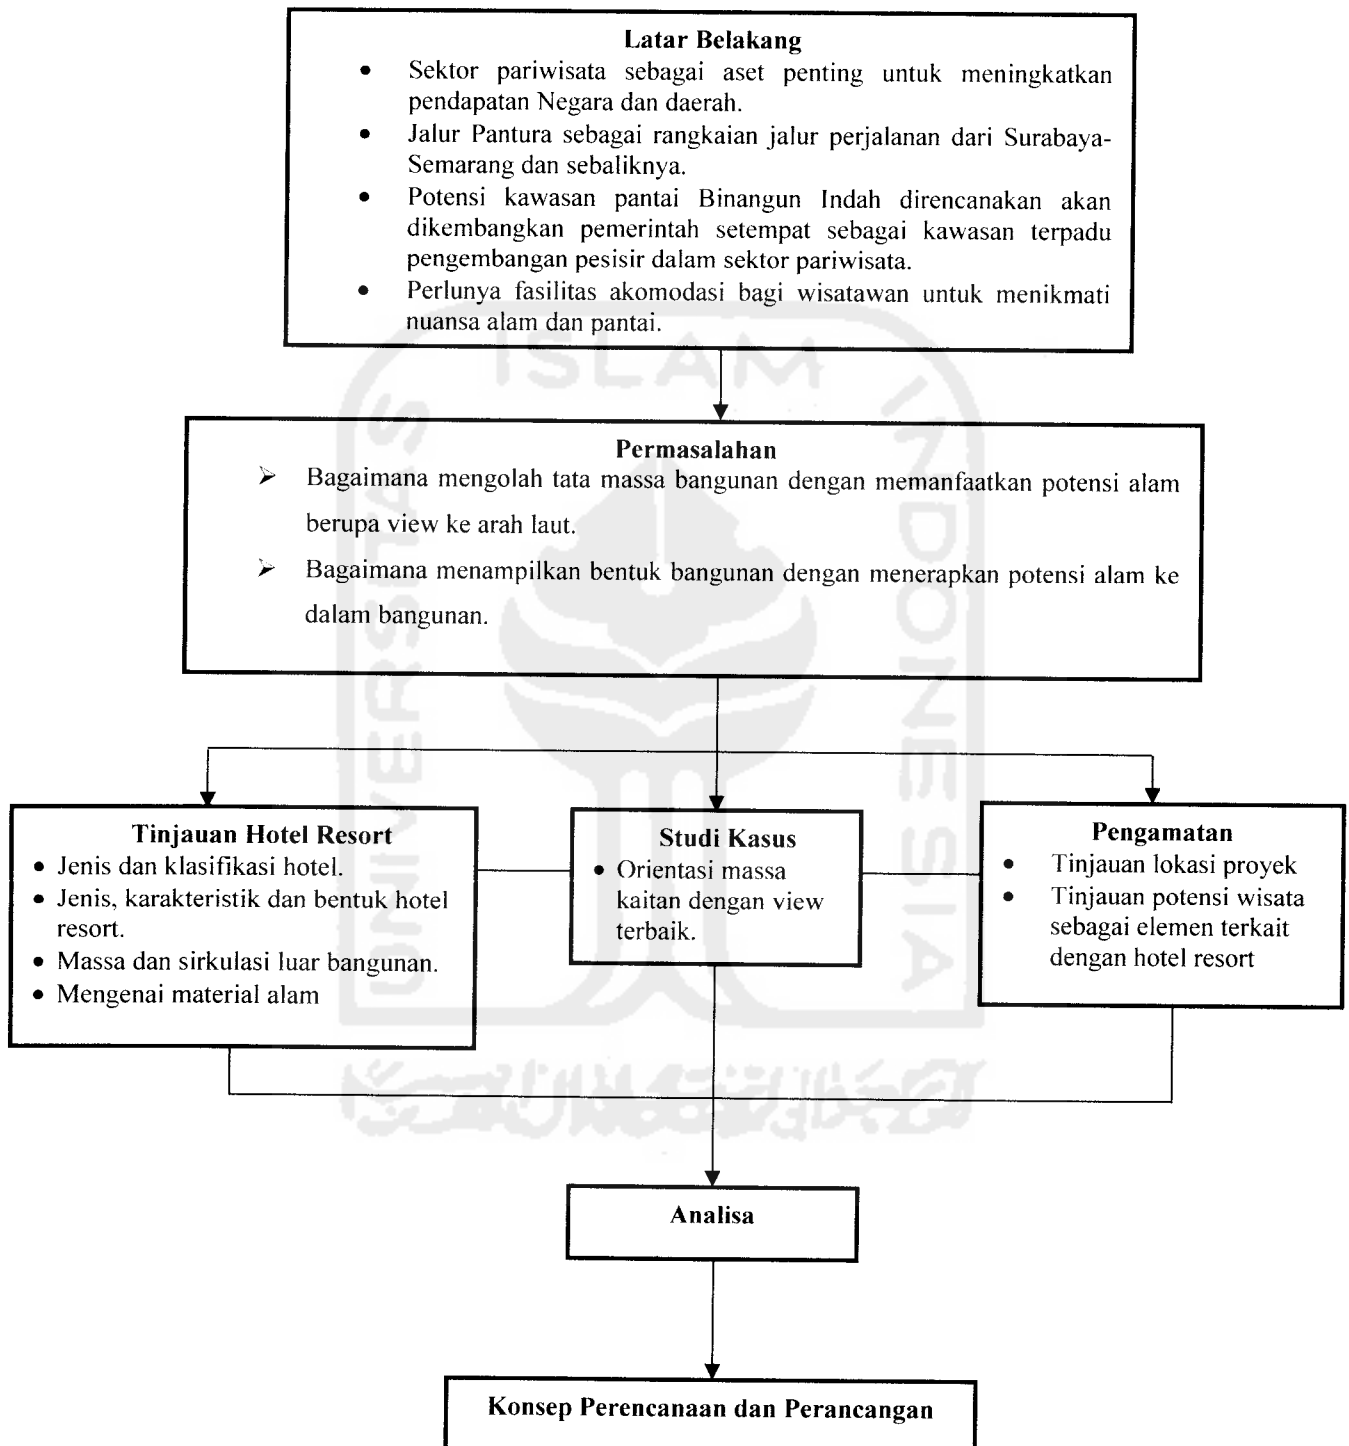 Latar Belakang
• Sektor pariwisata sebagai aset penting untuk meningkatkan
pendapatan Negara dan daerah.
• Jalur Pantura sebagai rangkaian jalur perjalanan dari Surabaya-
Semarang dan sebaliknya.
• Potensi kawasan pantai Binangun Indah direncanakan akan
dikembangkan pemerintah setempat sebagai kawasan terpadu
pengembangan pesisir dalam sektor pariwisata.
• Perlunya fasilitas akomodasi bagi wisatawan untuk menikmati
nuansa alam dan pantai.
Permasalahan
➢ Bagaimana mengolah tata massa bangunan dengan memanfaatkan potensi alam
berupa view ke arah laut.
➢ Bagaimana menampilkan bentuk bangunan dengan menerapkan potensi alam ke
dalam bangunan.
Tinjauan Hotel Resort
• Jenis dan klasifikasi hotel.
• Jenis, karakteristik dan bentuk hotel
resort.
• Massa dan sirkulasi luar bangunan.
• Mengenai material alam
Studi Kasus
• Orientasi massa
kaitan dengan view
terbaik.
Pengamatan
• Tinjauan lokasi proyek
• Tinjauan potensi wisata
sebagai elemen terkait
dengan hotel resort
Analisa
Konsep Perencanaan dan Perancangan
UNIVERSITAS
ISLAM
INDONESIA